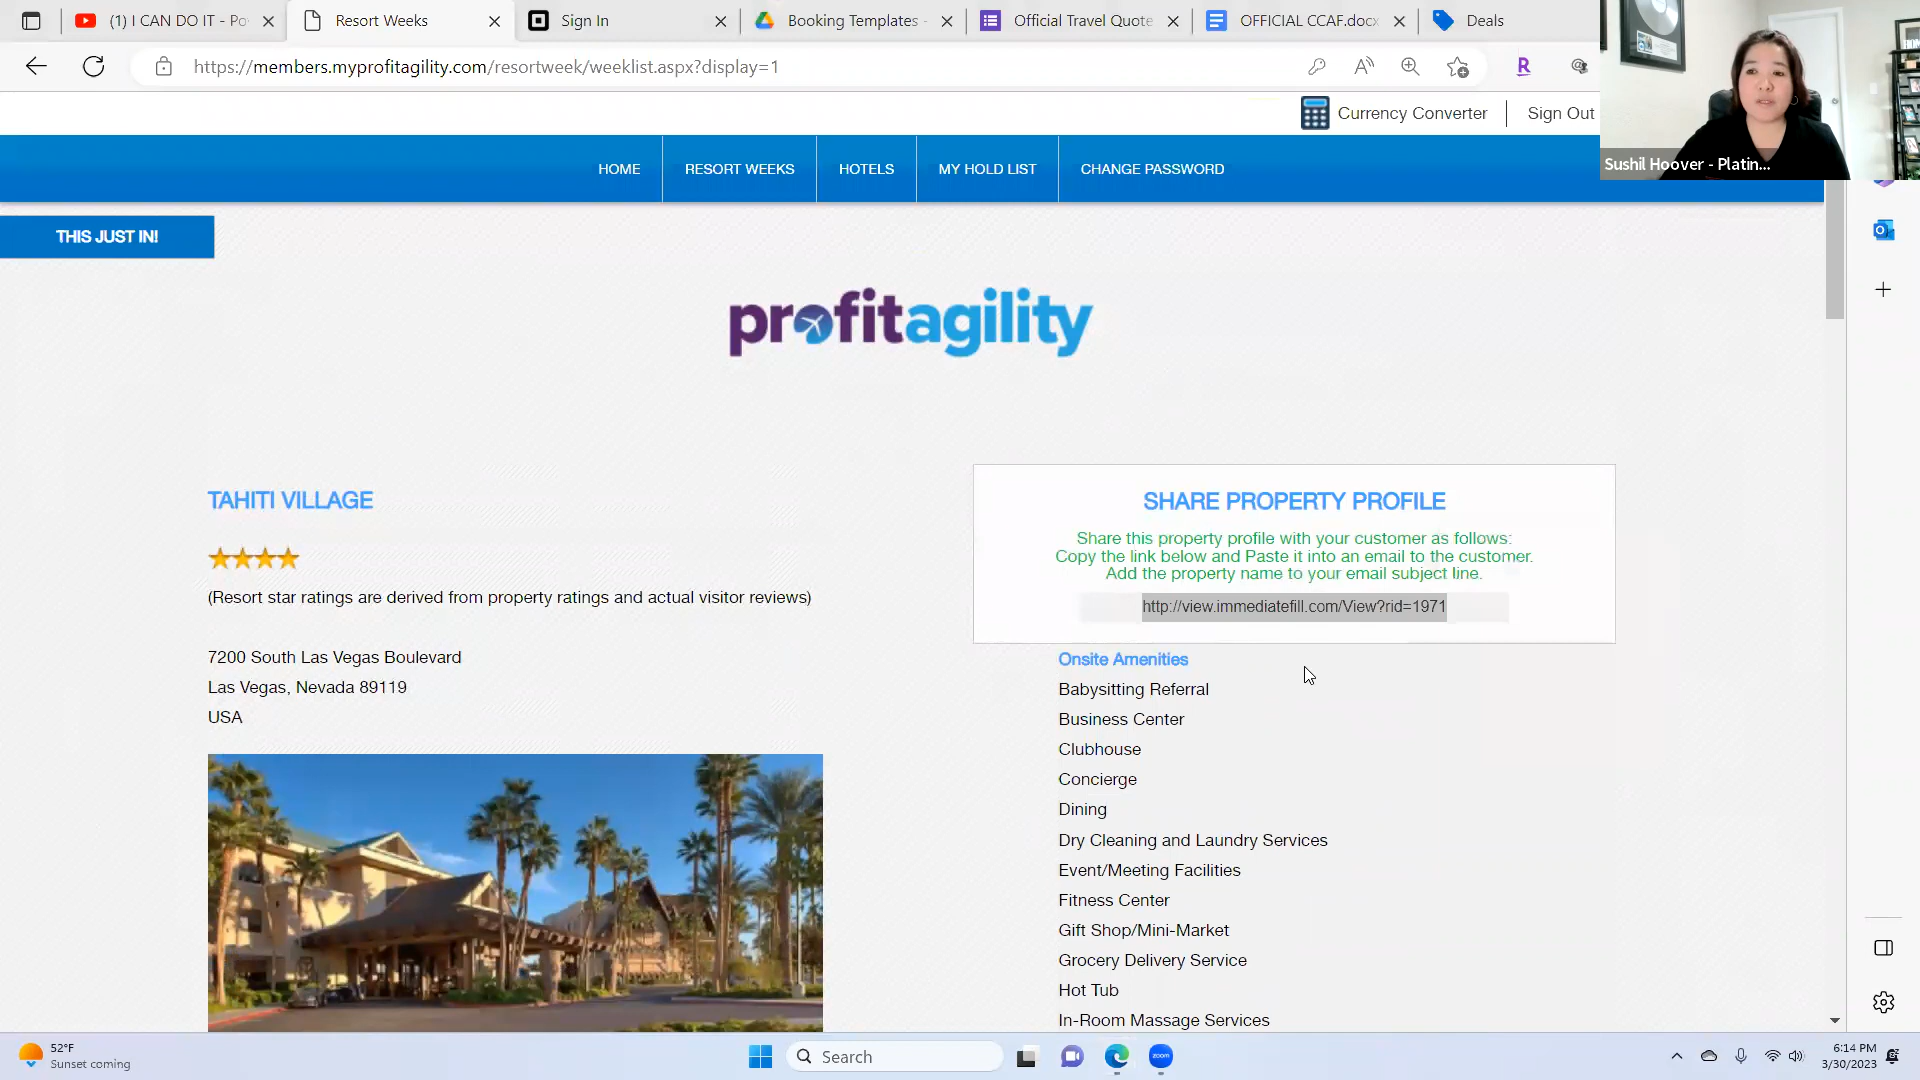 (1) I CAN DO IT - Po
Resort Weeks
Sign In
Booking Templates -
Official Travel Quote
OFFICIAL CCAF.docx
Deals
https://members.myprofitagility.com/resortweek/weeklist.aspx?display=1
Currency Converter
Sign Out
Sushil Hoover - Platin...
HOME
RESORT WEEKS
HOTELS
MY HOLD LIST
CHANGE PASSWORD
THIS JUST IN!
profitagility
TAHITI VILLAGE
(Resort star ratings are derived from property ratings and actual visitor reviews)
7200 South Las Vegas Boulevard
Las Vegas, Nevada 89119
USA
SHARE PROPERTY PROFILE
Share this property profile with your customer as follows:
Copy the link below and Paste it into an email to the customer.
Add the property name to your email subject line.
http://view.immediatefill.com/View?rid=1971
Onsite Amenities
Babysitting Referral
Business Center
Clubhouse
Concierge
Dining
Dry Cleaning and Laundry Services
Event/Meeting Facilities
Fitness Center
Gift Shop/Mini-Market
Grocery Delivery Service
Hot Tub
In-Room Massage Services
52°F
Sunset coming
Search
zoom
6:14 PM
3/30/2023